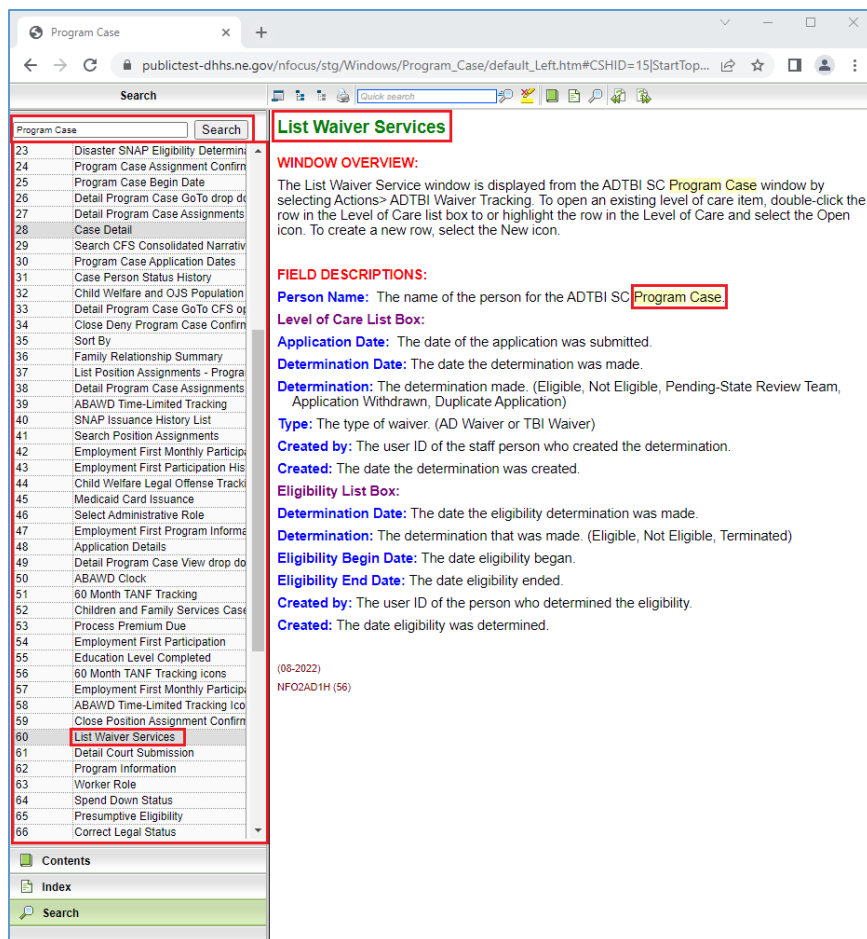 Program Case
publictest-dhhs.ne.gov/nfocus/stg/Windows/Program_Case/default_Left.htm#CSHID=15|StartTop...
Search
Quick search
Program Case
Search
23 Disaster SNAP Eligibility Determina
24 Program Case Assignment Confirm
25 Program Case Begin Date
26 Detail Program Case GoTo drop do
27 Detail Program Case Assignments
28 Case Detail
29 Search CFS Consolidated Narrativ
30 Program Case Application Dates
31 Case Person Status History
32 Child Welfare and OJS Population
33 Detail Program Case GoTo CFS op
34 Close Deny Program Case Confirm
35 Sort By
36 Family Relationship Summary
37 List Position Assignments - Progra
38 Detail Program Case Assignments
39 ABAWD Time-Limited Tracking
40 SNAP Issuance History List
41 Search Position Assignments
42 Employment First Monthly Participa
43 Employment First Participation His
44 Child Welfare Legal Offense Tracki
45 Medicaid Card Issuance
46 Select Administrative Role
47 Employment First Program Informa
48 Application Details
49 Detail Program Case View drop do
50 ABAWD Clock
51 60 Month TANF Tracking
52 Children and Family Services Case
53 Process Premium Due
54 Employment First Participation
55 Education Level Completed
56 60 Month TANF Tracking icons
57 Employment First Monthly Participa
58 ABAWD Time-Limited Tracking Ico
59 Close Position Assignment Confirm
60 List Waiver Services
61 Detail Court Submission
62 Program Information
63 Worker Role
64 Spend Down Status
65 Presumptive Eligibility
66 Correct Legal Status
Contents
Index
Search
List Waiver Services
WINDOW OVERVIEW:
The List Waiver Service window is displayed from the ADTBI SC Program Case window by
selecting Actions> ADTBI Waiver Tracking. To open an existing level of care item, double-click the
row in the Level of Care list box to or highlight the row in the Level of Care and select the Open
icon. To create a new row, select the New icon.
FIELD DESCRIPTIONS:
Person Name: The name of the person for the ADTBI SC Program Case.
Level of Care List Box:
Application Date: The date of the application was submitted.
Determination Date: The date the determination was made.
Determination: The determination made. (Eligible, Not Eligible, Pending-State Review Team,
Application Withdrawn, Duplicate Application)
Type: The type of waiver. (AD Waiver or TBI Waiver)
Created by: The user ID of the staff person who created the determination.
Created: The date the determination was created.
Eligibility List Box:
Determination Date: The date the eligibility determination was made.
Determination: The determination that was made. (Eligible, Not Eligible, Terminated)
Eligibility Begin Date: The date eligibility began.
Eligibility End Date: The date eligibility ended.
Created by: The user ID of the person who determined the eligibility.
Created: The date eligibility was determined.
(08-2022)
NFO2AD1H (56)